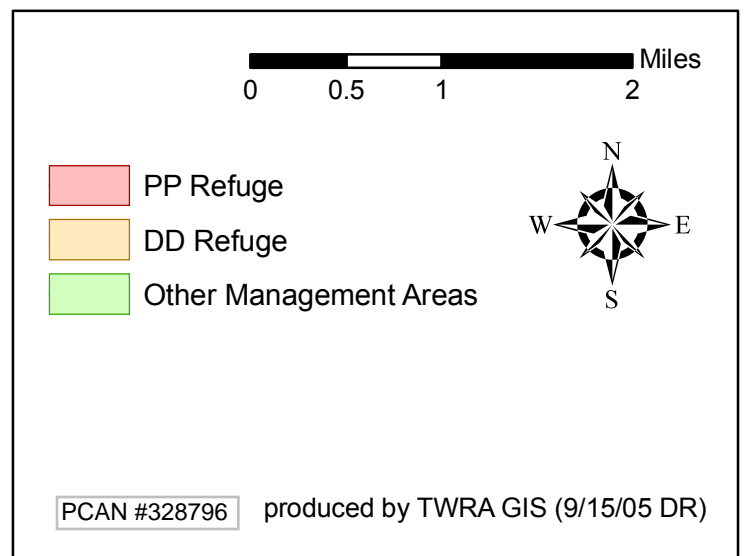 Miles
0 0.5 1 2
N
W E
S
PP Refuge
DD Refuge
Other Management Areas
PCAN #328796 produced by TWRA GIS (9/15/05 DR)